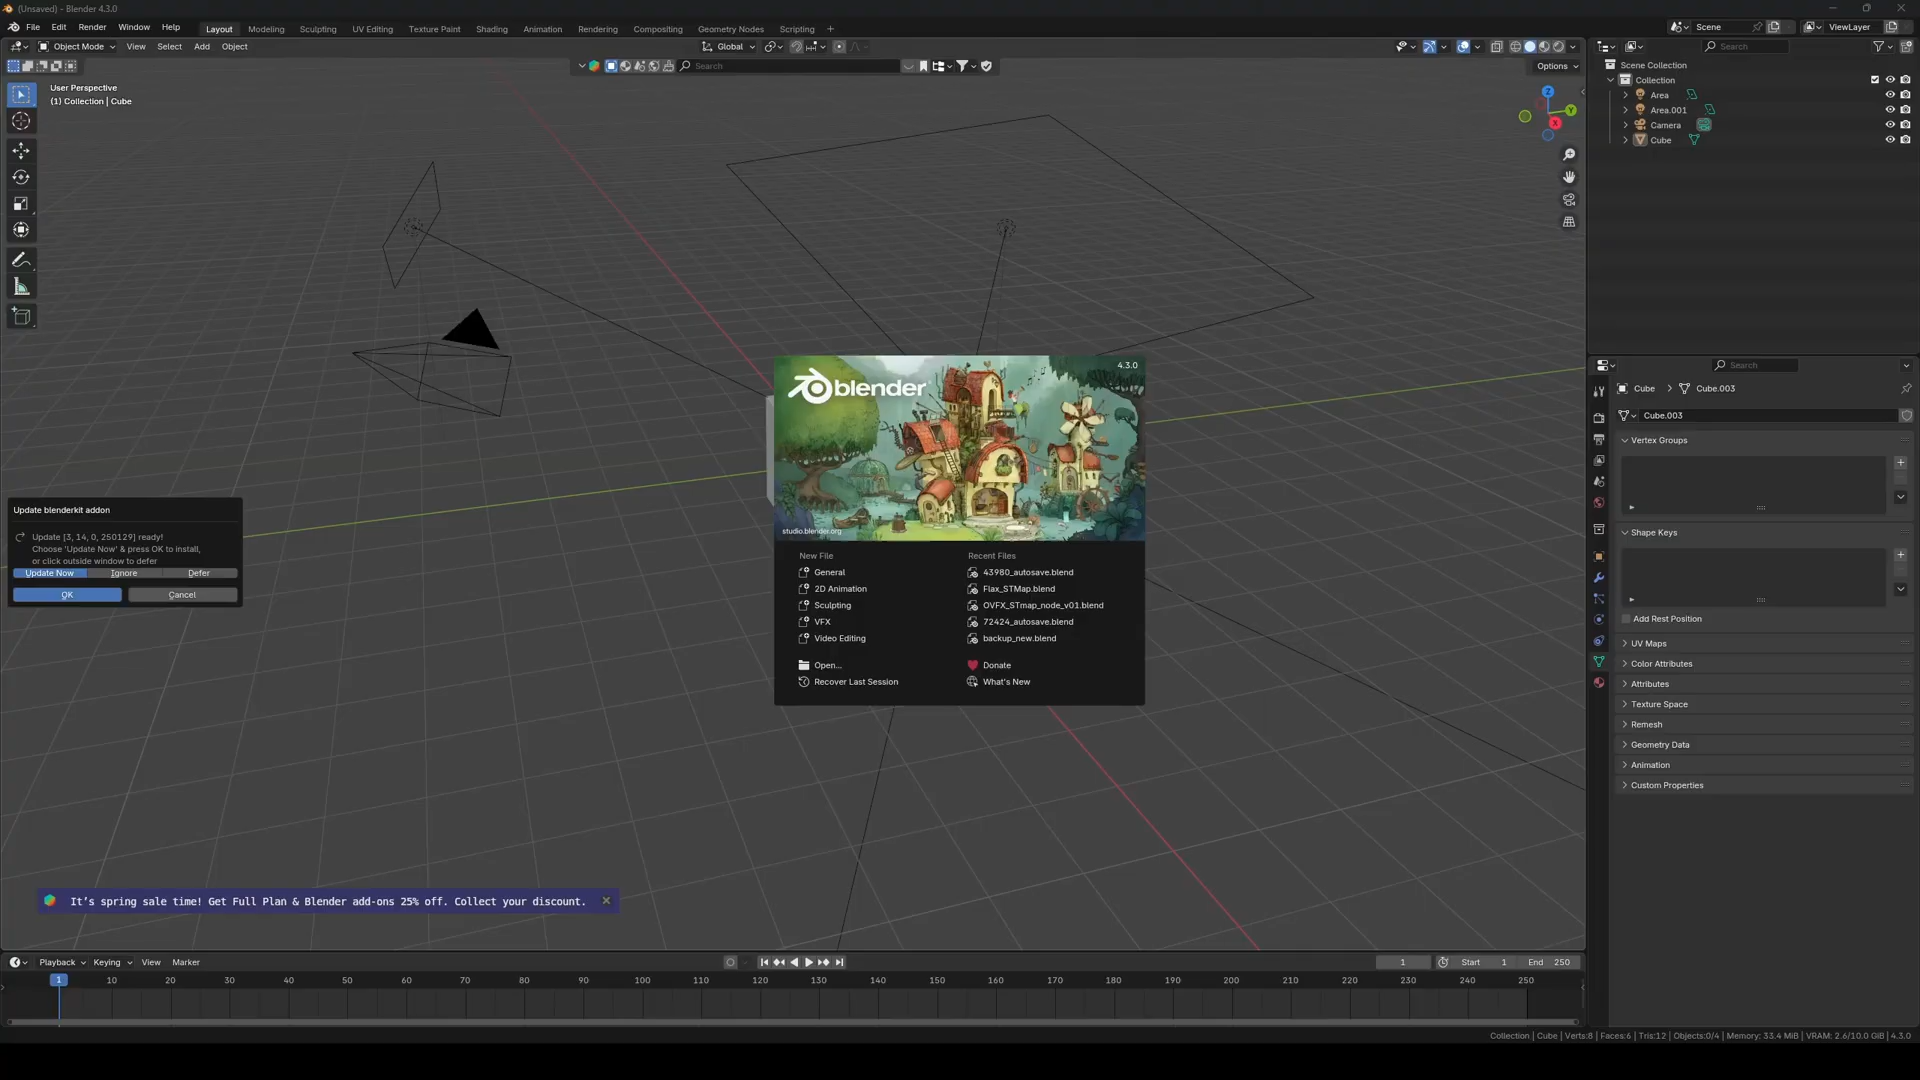 (Unsaved) - Blender 4.3.0
File Edit Render Window Help Layout Modeling Sculpting UV Editing Texture Paint Shading Animation Rendering Compositing Geometry Nodes Scripting + Scene ViewLayer
Object Mode View Select Add Object Global Search
Search Options
User Perspective
(1) Collection | Cube
Z
Y
X
Scene Collection
Collection
Area
Area.001
Camera
Cube
Search
Cube > Cube.003
Cube.003
Vertex Groups
Shape Keys
Add Rest Position
UV Maps
Color Attributes
Attributes
Texture Space
Remesh
Geometry Data
Animation
Custom Properties
4.3.0
blender
studio.blender.org
New File Recent Files
General 43980_autosave.blend
2D Animation Flax_STMap.blend
Sculpting OVFX_STmap_node_v01.blend
VFX 72424_autosave.blend
Video Editing backup_new.blend
Open... Donate
Recover Last Session What's New
Update blenderkit addon
Update [3, 14, 0, 250129] ready!
Choose 'Update Now' & press OK to install,
or click outside window to defer
Update Now Ignore Defer
OK Cancel
It's spring sale time! Get Full Plan & Blender add-ons 25% off. Collect your discount.
Playback Keying View Marker 1 Start 1 End 250
1 10 20 30 40 50 60 70 80 90 100 110 120 130 140 150 160 170 180 190 200 210 220 230 240 250
Collection | Cube | Verts:8 | Faces:6 | Tris:12 | Objects:0/4 | Memory: 33.4 MiB | VRAM: 2.6/10.0 GiB | 4.3.0